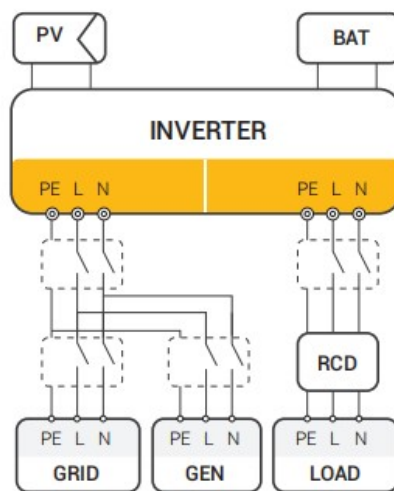 PV
BAT
INVERTER
PE L N
PE L N
RCD
PE L N
PE L N
PE L N
GRID
GEN
LOAD